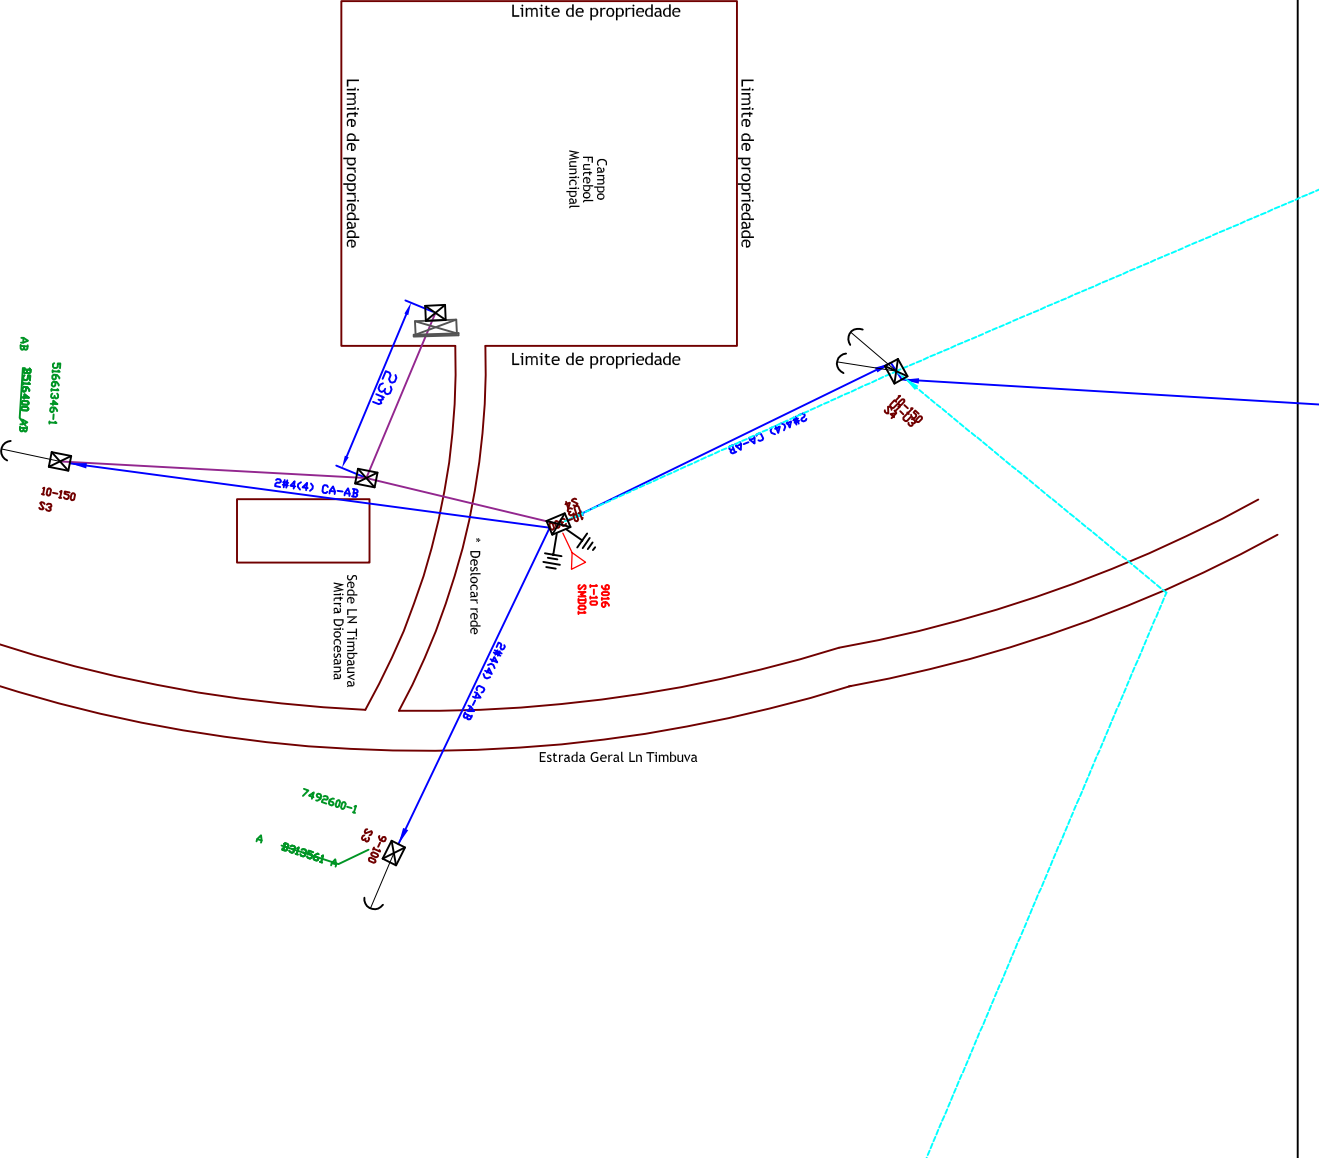 Limite de propriedade
Limite de propriedade
Limite de propriedade
Campo
Futebol
Municipal
Limite de propriedade
23m
AB
8516400 AB
51661346-1
10-150
S3
2#4(4) CA-AB
2#4(4) CA-AB
10-150
S4
* Deslocar rede
9016
1-10
SMD01
Sede LN Timbauva
Mitra Diocesana
2#4(4) CA-AB
Estrada Geral Ln Timbuva
7492600-1
A
8313561 A
9-100
S3